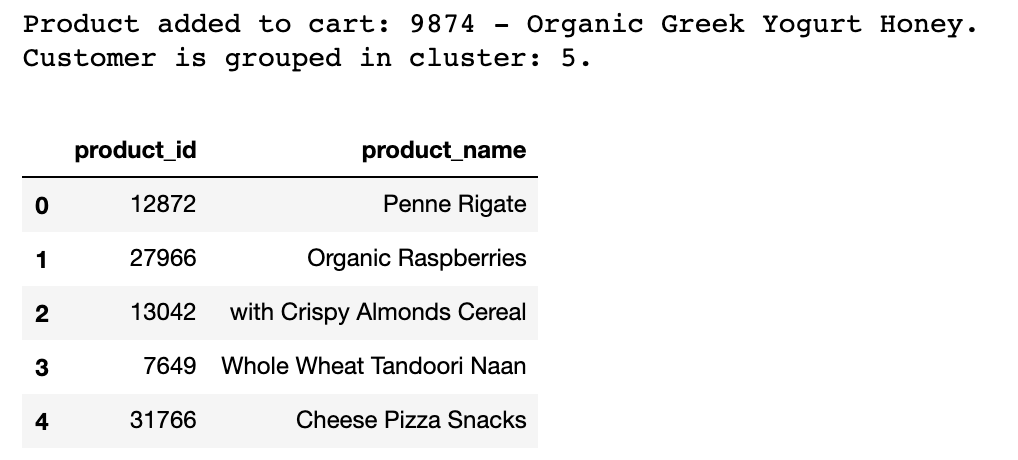 Product added to cart: 9874 – Organic Greek Yogurt Honey.
Customer is grouped in cluster: 5.
product_id product_name
0 12872 Penne Rigate
1 27966 Organic Raspberries
2 13042 with Crispy Almonds Cereal
3 7649 Whole Wheat Tandoori Naan
4 31766 Cheese Pizza Snacks